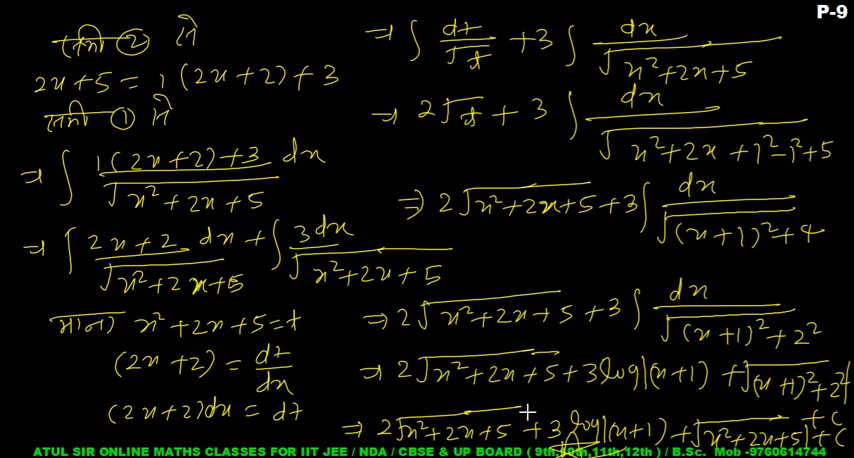 P-9
समी ② से
2x+5 = 1(2x+2)+3
समी ① से
⇒ ∫ 1(2x+2)+3 / √x²+2x+5 dx
⇒ ∫ 2x+2 / √x²+2x+5 dx + ∫ 3dx / √x²+2x+5
माना x²+2x+5=t
(2x+2) = dt/dx
(2x+2)dx = dt
⇒ ∫ dt/√t + 3 ∫ dx / √x²+2x+5
⇒ 2√t + 3 ∫ dx / √x²+2x+1²-1²+5
⇒ 2√x²+2x+5 + 3∫ dx / √(x+1)²+4
⇒ 2√x²+2x+5 + 3∫ dx / √(x+1)²+2²
⇒ 2√x²+2x+5 + 3log|(x+1) + √(x+1)²+2²| + C
⇒ 2√x²+2x+5 + 3log|(x+1) + √x²+2x+5| + C
ATUL SIR ONLINE MATHS CLASSES FOR IIT JEE / NDA / CBSE & UP BOARD ( 9th,10th,11th,12th ) / B.Sc. Mob -9760614744